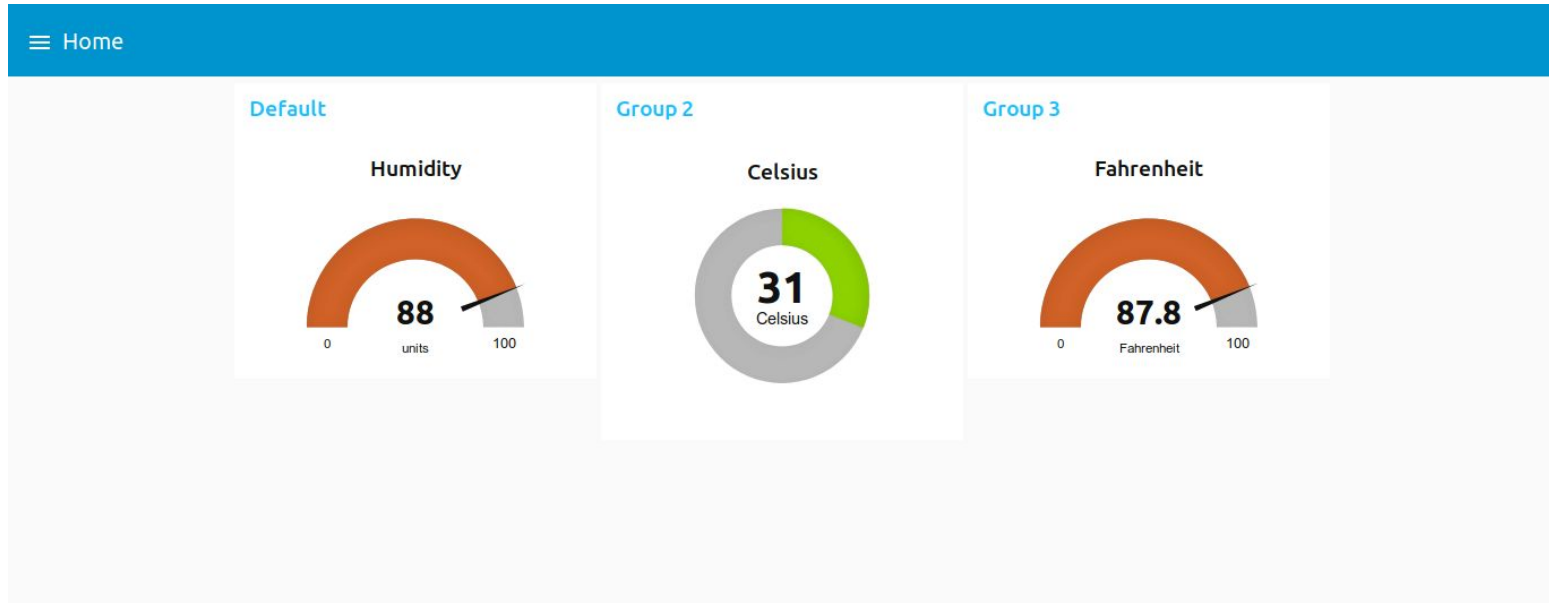 Home
Default
Humidity
88
0
units
100
Group 2
Celsius
31
Celsius
Group 3
Fahrenheit
87.8
0
Fahrenheit
100